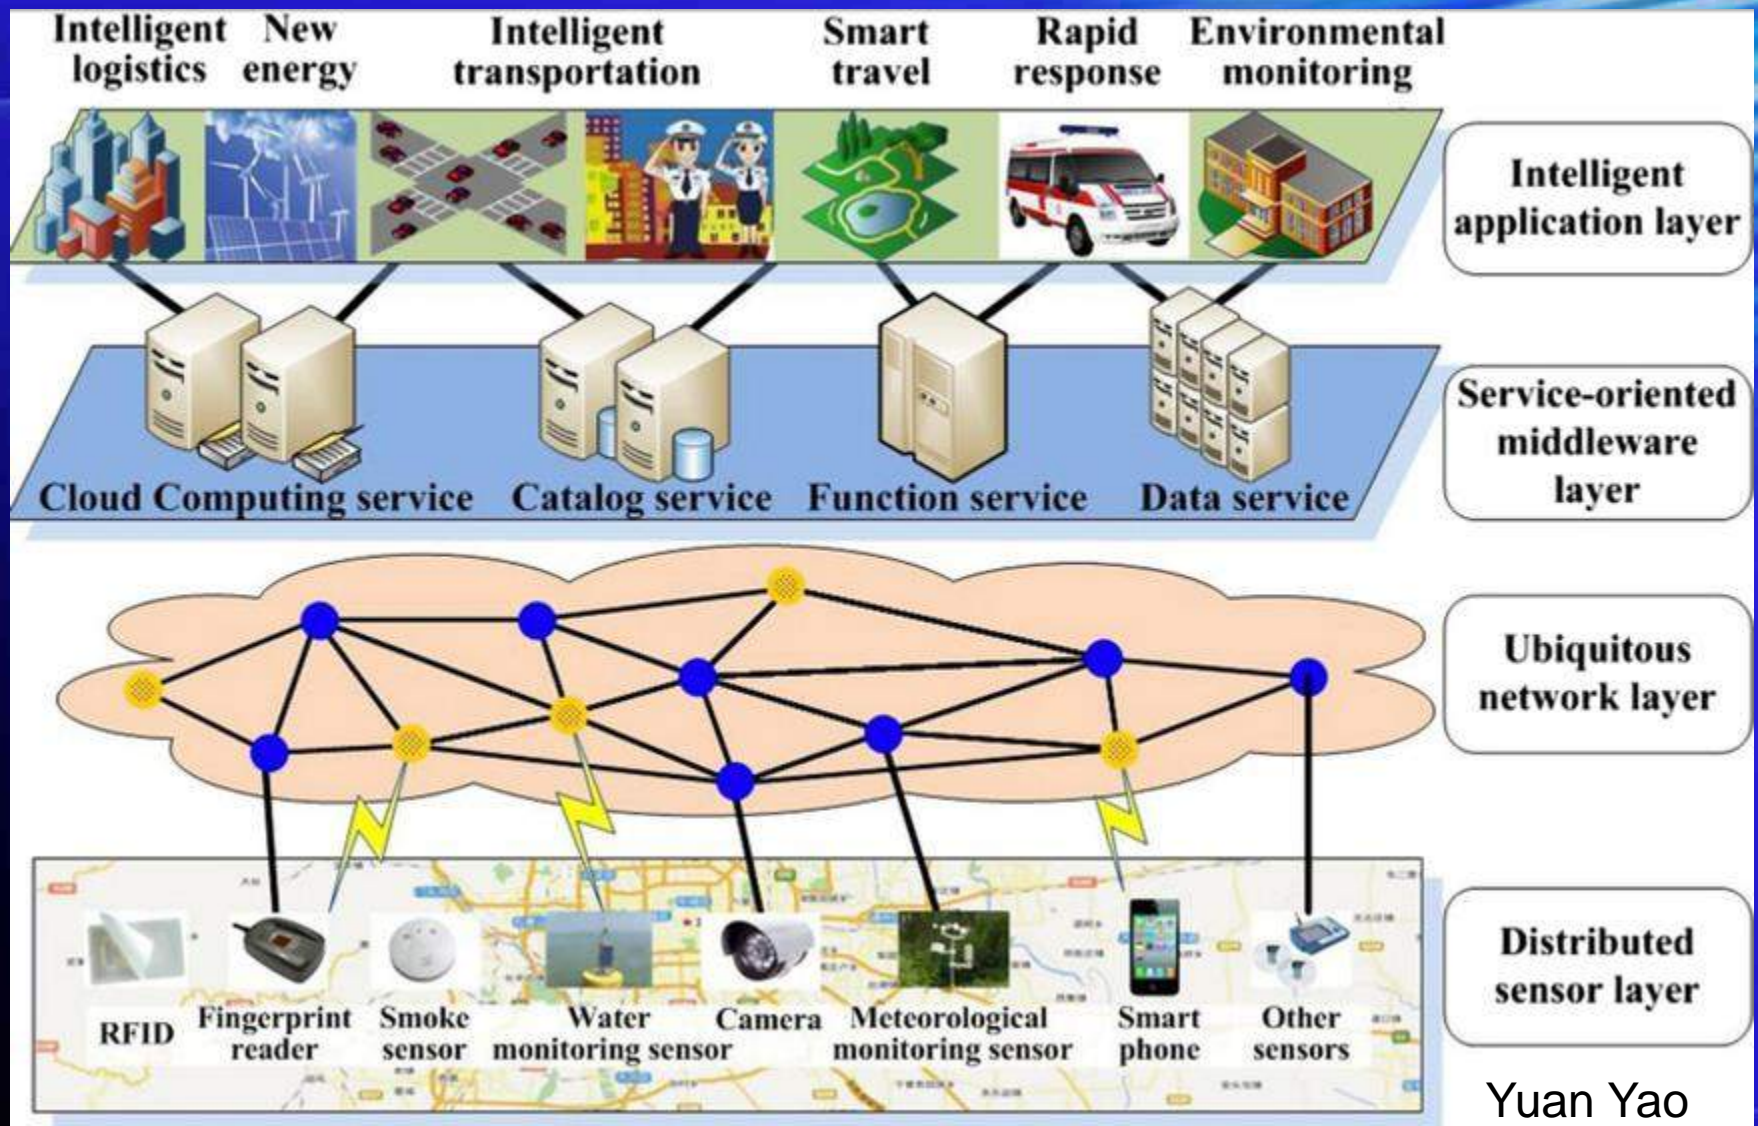 Intelligent logistics
New energy
Intelligent transportation
Smart travel
Rapid response
Environmental monitoring
Intelligent
application layer
Cloud Computing service
Catalog service
Function service
Data service
Service-oriented
middleware
layer
Ubiquitous
network layer
RFID
Fingerprint
reader
Smoke
sensor
Water
monitoring sensor
Camera
Meteorological
monitoring sensor
Smart
phone
Other
sensors
Distributed
sensor layer
Yuan Yao